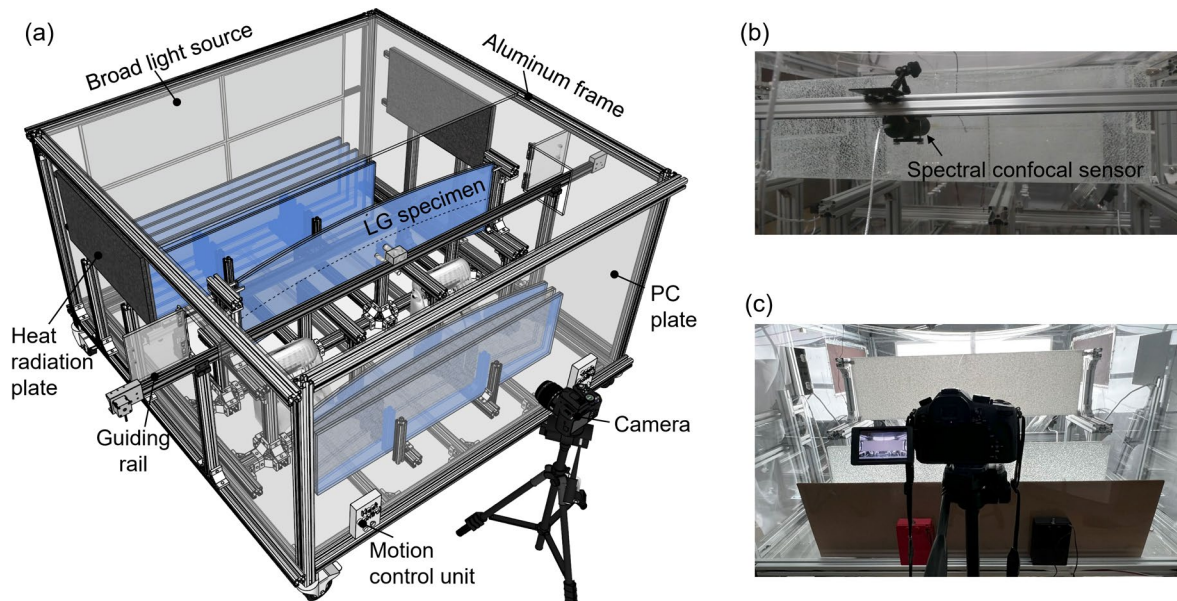 (a)
Broad light source
Aluminum frame
LG specimen
Heat
radiation
plate
PC
plate
Guiding
rail
Camera
Motion
control unit
(b)
Spectral confocal sensor
(c)